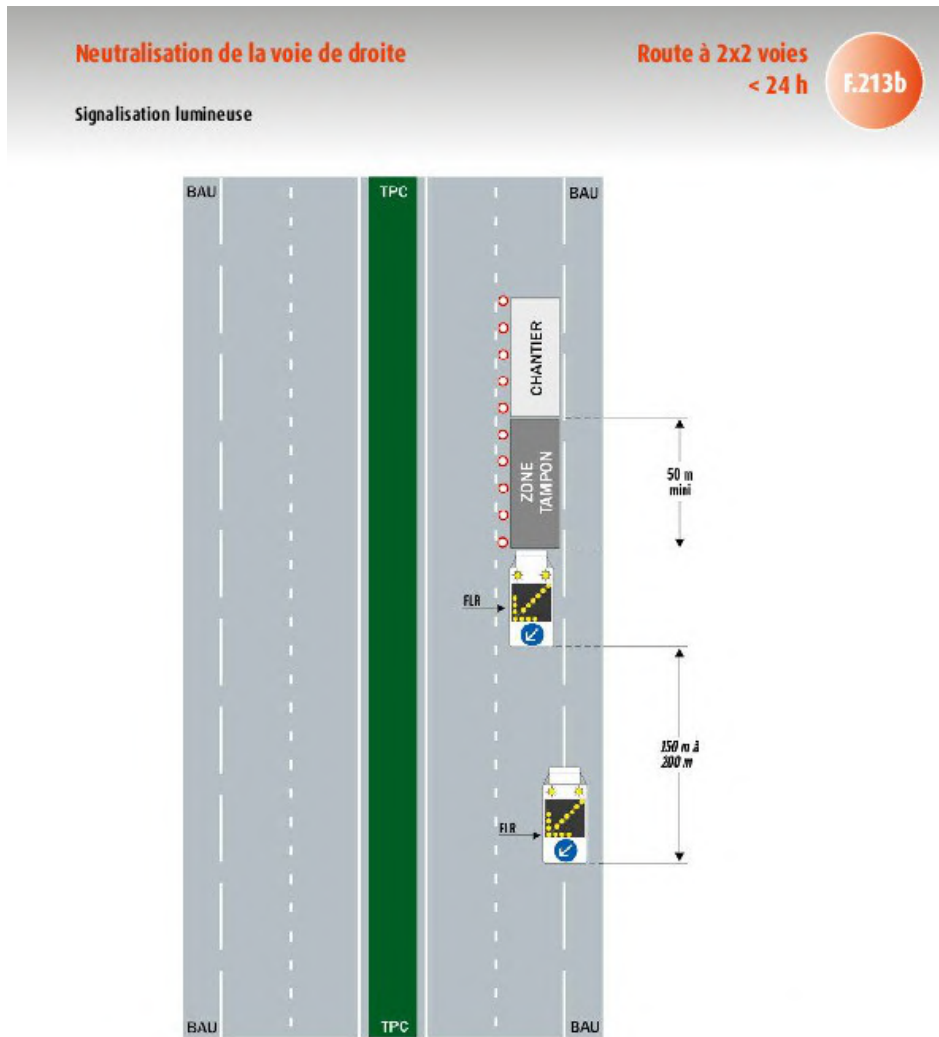 Neutralisation de la voie de droite
Route à 2x2 voies
< 24 h
F.213b
Signalisation lumineuse
BAU
TPC
BAU
CHANTIER
ZONE
TAMPON
50 m
mini
FLR
150 m à
200 m
FLR
BAU
TPC
BAU